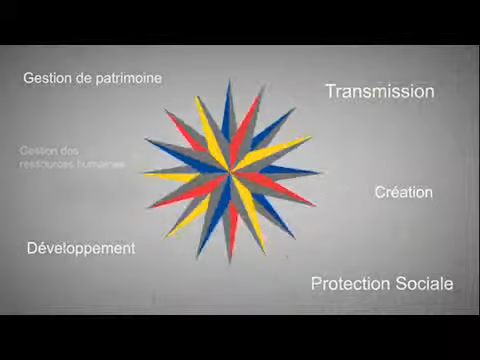 Gestion de patrimoine
Transmission
Gestion des
ressources humaines
Création
Développement
Protection Sociale